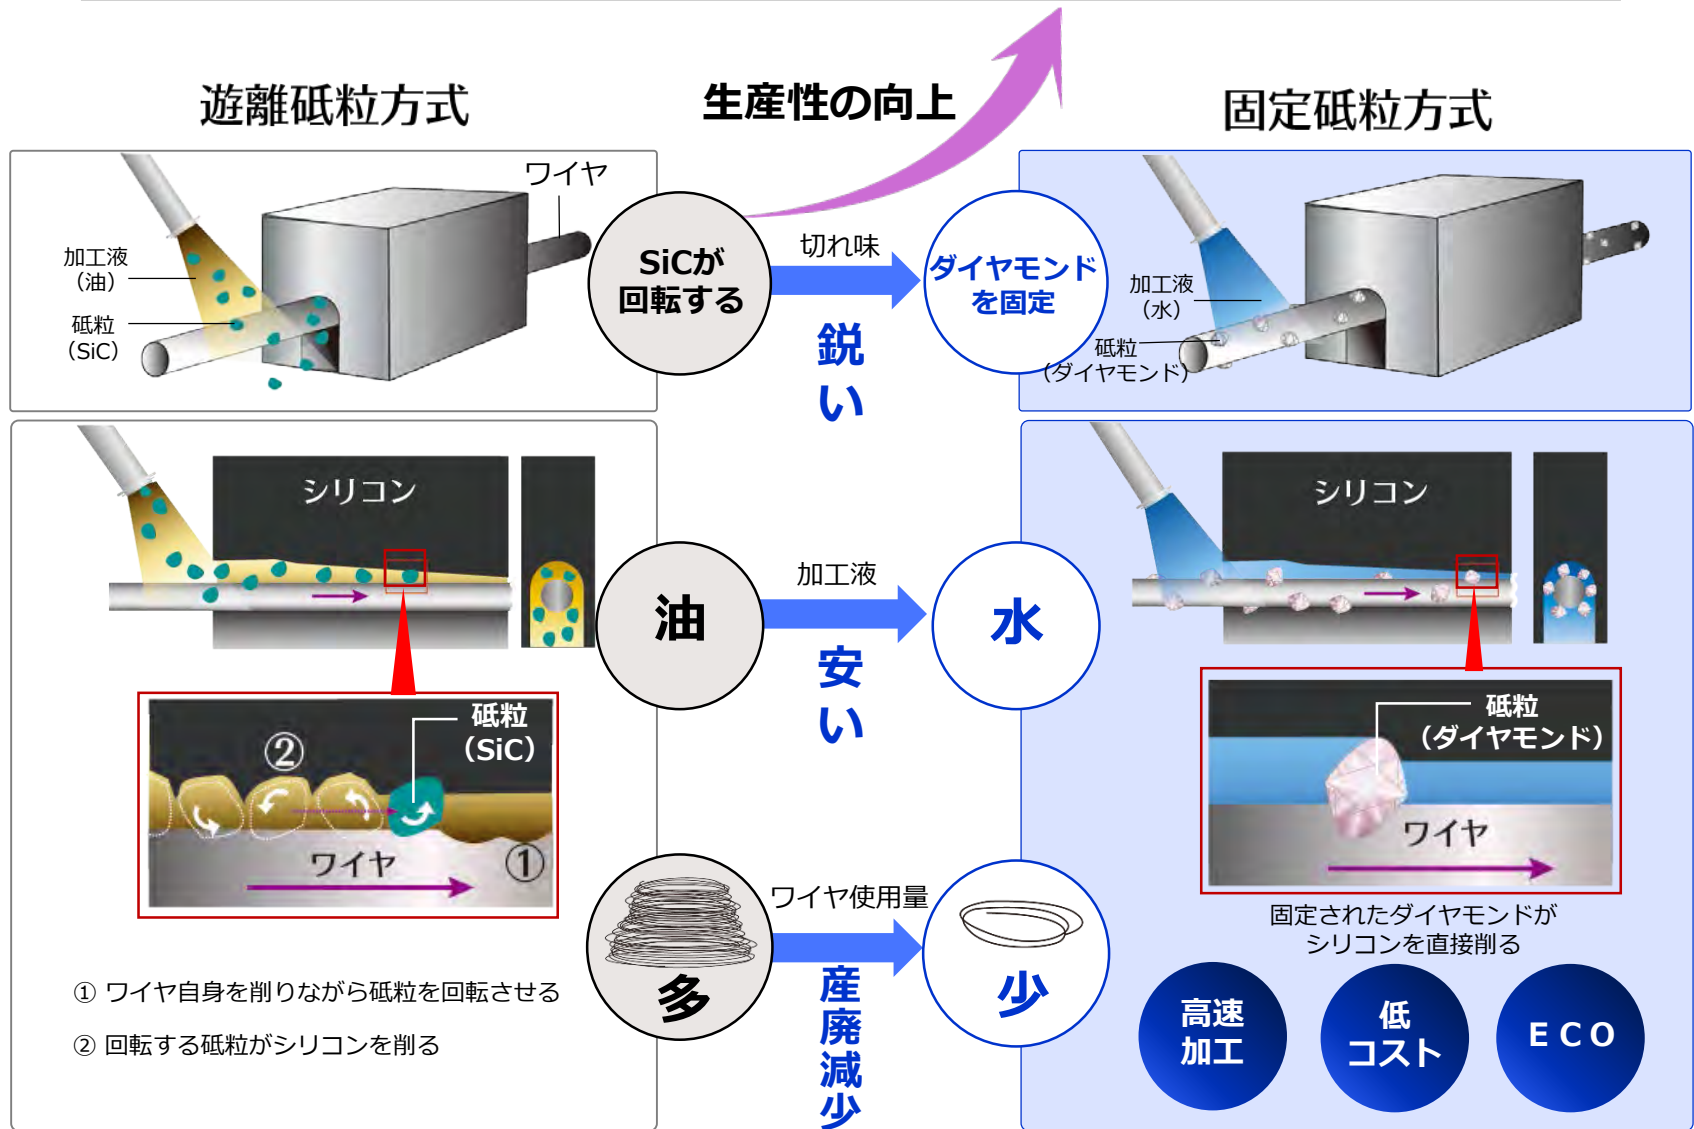 遊離砥粒方式
生産性の向上
固定砥粒方式
ワイヤ
加工液
（油）
砥粒
（SiC）
SiCが
回転する
切れ味
鋭い
ダイヤモンド
を固定
加工液
（水）
砥粒
（ダイヤモンド）
シリコン
油
加工液
安い
水
シリコン
砥粒
（SiC）
②
ワイヤ
①
砥粒
（ダイヤモンド）
ワイヤ
多
ワイヤ使用量
産廃減少
少
固定されたダイヤモンドが
シリコンを直接削る
① ワイヤ自身を削りながら砥粒を回転させる
② 回転する砥粒がシリコンを削る
高速
加工
低
コスト
ＥＣＯ